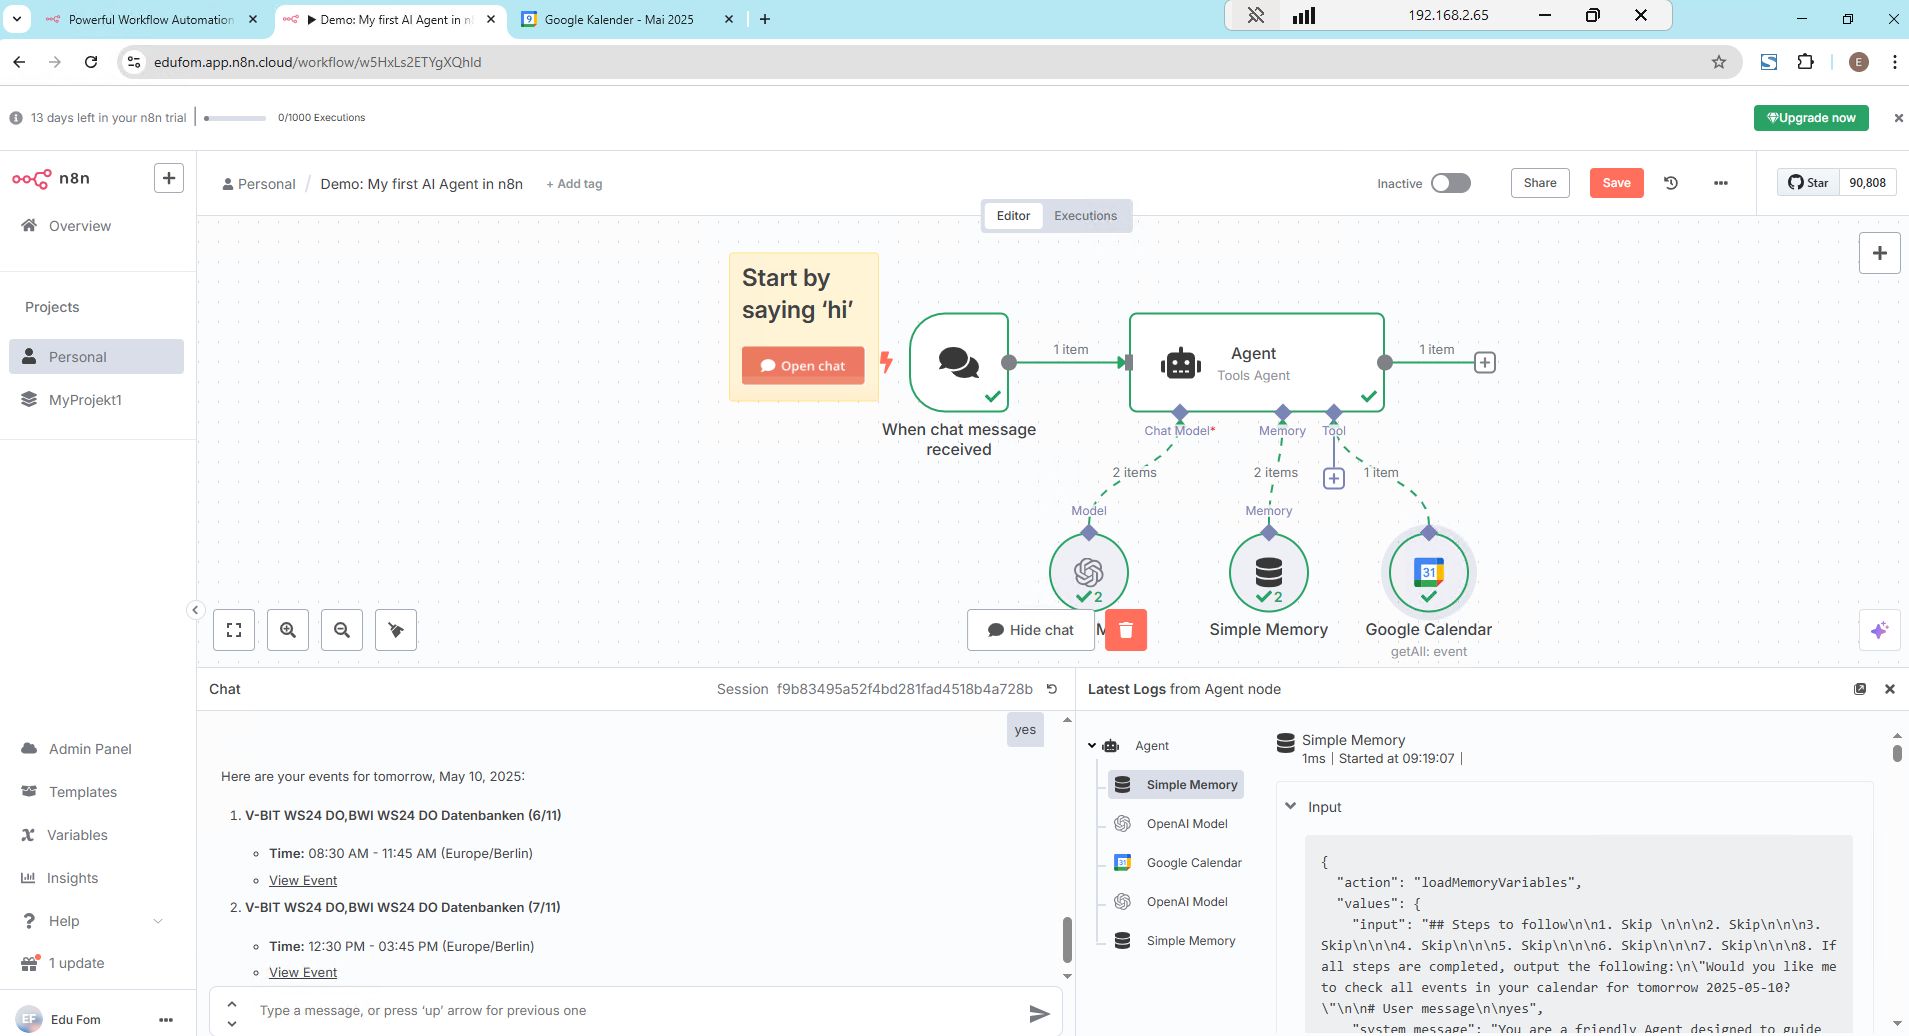 Powerful Workflow Automation
▶ Demo: My first AI Agent in n
Google Kalender - Mai 2025
192.168.2.65
edufom.app.n8n.cloud/workflow/w5HxLs2ETYgXQhld
E
13 days left in your n8n trial
0/1000 Executions
Upgrade now
n8n
Personal / Demo: My first AI Agent in n8n
+ Add tag
Inactive
Share
Save
Star
90,808
Editor
Executions
Overview
Projects
Personal
MyProjekt1
Admin Panel
Templates
Variables
Insights
Help
1 update
EF
Edu Fom
Start by
saying ‘hi’
Open chat
When chat message
received
1 item
Agent
Tools Agent
1 item
Chat Model*
Memory
Tool
2 items
2 items
1 item
Model
Memory
2
2
31
Hide chat
M
Simple Memory
Google Calendar
getAll: event
Chat
Session f9b83495a52f4bd281fad4518b4a728b
yes
Here are your events for tomorrow, May 10, 2025:
1. V-BIT WS24 DO,BWI WS24 DO Datenbanken (6/11)
Time: 08:30 AM - 11:45 AM (Europe/Berlin)
View Event
2. V-BIT WS24 DO,BWI WS24 DO Datenbanken (7/11)
Time: 12:30 PM - 03:45 PM (Europe/Berlin)
View Event
Type a message, or press ‘up’ arrow for previous one
Latest Logs from Agent node
Agent
Simple Memory
OpenAI Model
Google Calendar
OpenAI Model
Simple Memory
Simple Memory
1ms | Started at 09:19:07 |
Input
{
"action": "loadMemoryVariables",
"values": {
"input": "## Steps to follow\n\n1. Skip \n\n\n2. Skip\n\n\n3.
Skip\n\n\n4. Skip\n\n\n5. Skip\n\n\n6. Skip\n\n\n7. Skip\n\n\n8. If
all steps are completed, output the following:\n\"Would you like me
to check all events in your calendar for tomorrow 2025-05-10?
\"\n\n# User message\n\nyes",
"system_message": "You are a friendly Agent designed to guide